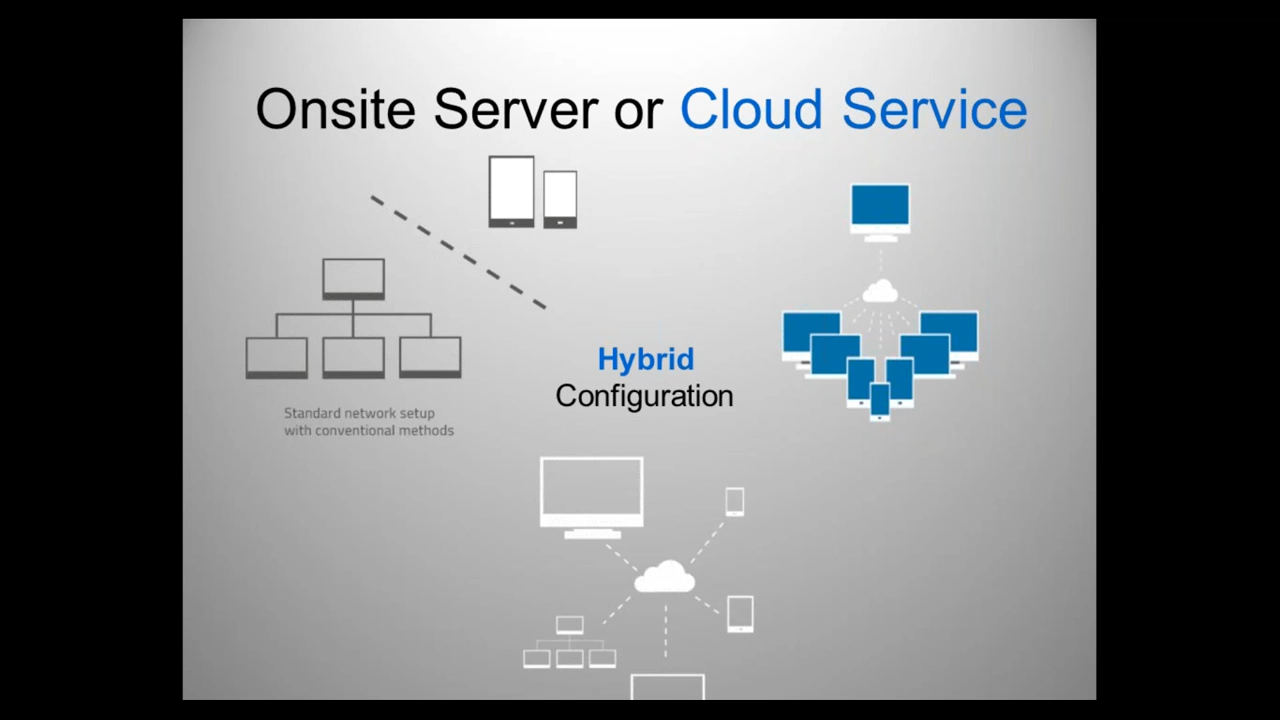 Onsite Server or Cloud Service
Hybrid
Configuration
Standard network setup
with conventional methods